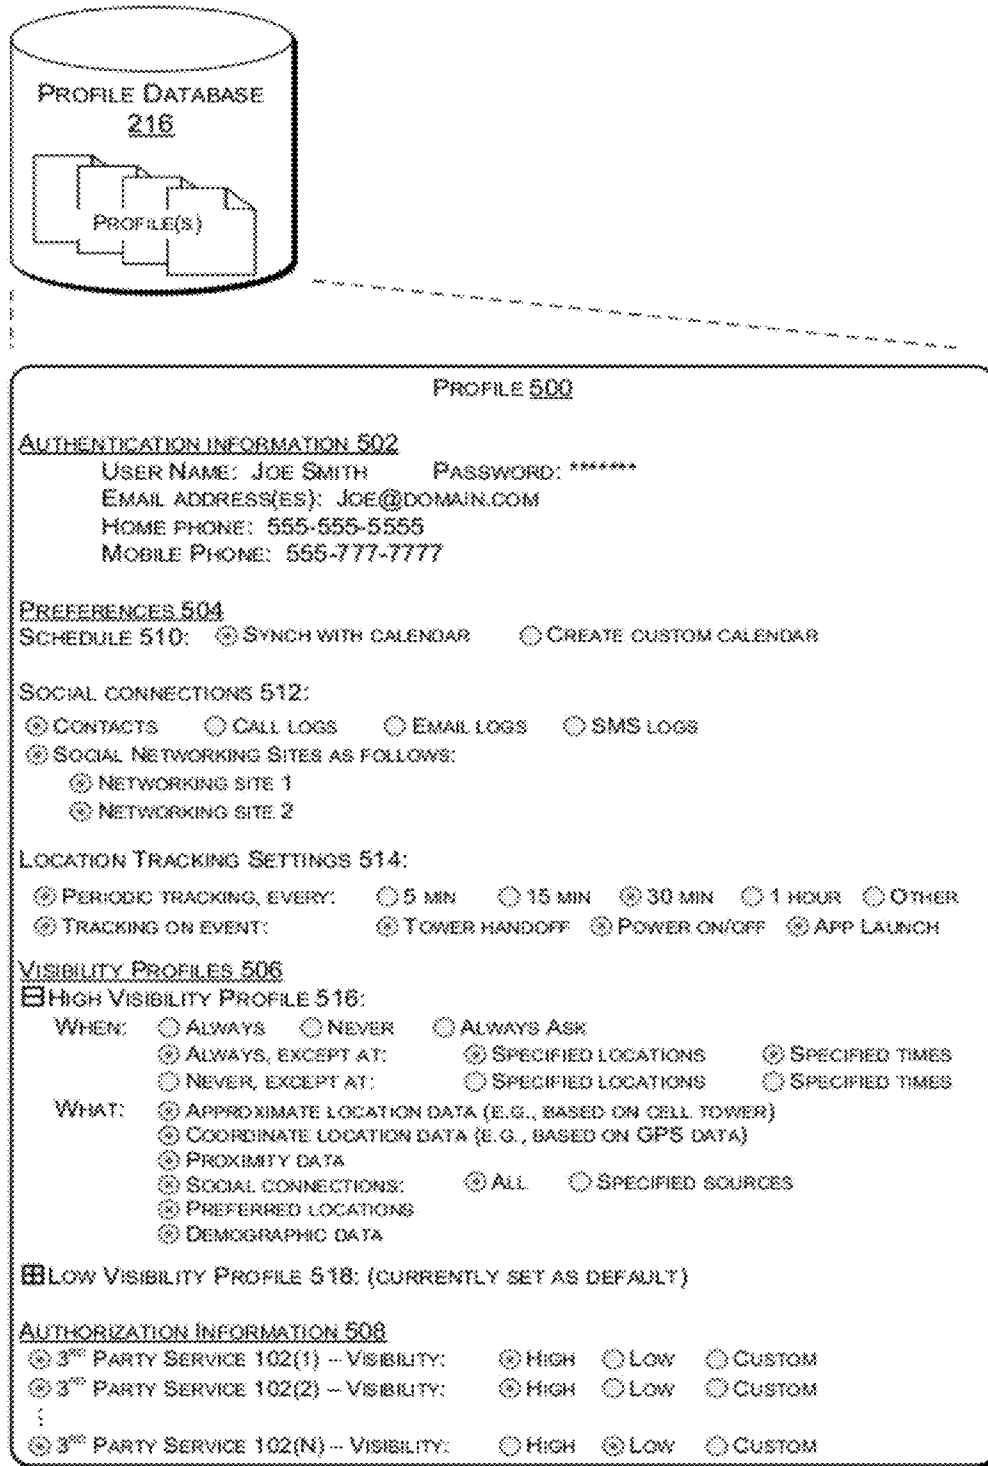 PROFILE DATABASE
216
PROFILE(S)
PROFILE 500
AUTHENTICATION INFORMATION 502
USER NAME: JOE SMITH PASSWORD: *******
EMAIL ADDRESS(ES): JOE@DOMAIN.COM
HOME PHONE: 555-555-5555
MOBILE PHONE: 555-777-7777
PREFERENCES 504
SCHEDULE 510: SYNCH WITH CALENDAR CREATE CUSTOM CALENDAR
SOCIAL CONNECTIONS 512:
CONTACTS CALL LOGS EMAIL LOGS SMS LOGS
SOCIAL NETWORKING SITES AS FOLLOWS:
NETWORKING SITE 1
NETWORKING SITE 2
LOCATION TRACKING SETTINGS 514:
PERIODIC TRACKING, EVERY: 5 MIN 15 MIN 30 MIN 1 HOUR OTHER
TRACKING ON EVENT: TOWER HANDOFF POWER ON/OFF APP LAUNCH
VISIBILITY PROFILES 506
HIGH VISIBILITY PROFILE 516:
WHEN: ALWAYS NEVER ALWAYS ASK
ALWAYS, EXCEPT AT: SPECIFIED LOCATIONS SPECIFIED TIMES
NEVER, EXCEPT AT: SPECIFIED LOCATIONS SPECIFIED TIMES
WHAT: APPROXIMATE LOCATION DATA (E.G., BASED ON CELL TOWER)
COORDINATE LOCATION DATA (E.G., BASED ON GPS DATA)
PROXIMITY DATA
SOCIAL CONNECTIONS: ALL SPECIFIED SOURCES
PREFERRED LOCATIONS
DEMOGRAPHIC DATA
LOW VISIBILITY PROFILE 518: (CURRENTLY SET AS DEFAULT)
AUTHORIZATION INFORMATION 508
3RD PARTY SERVICE 102(1) – VISIBILITY: HIGH LOW CUSTOM
3RD PARTY SERVICE 102(2) – VISIBILITY: HIGH LOW CUSTOM
⋮
3RD PARTY SERVICE 102(N) – VISIBILITY: HIGH LOW CUSTOM